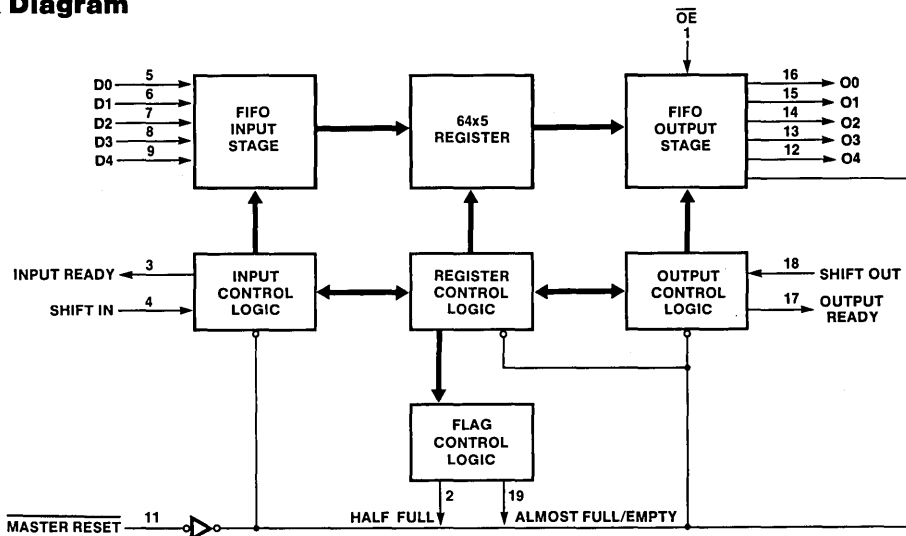 Diagram
OE
1
D0 5
D1 6
D2 7
D3 8
D4 9
FIFO
INPUT
STAGE
64x5
REGISTER
FIFO
OUTPUT
STAGE
16 O0
15 O1
14 O2
13 O3
12 O4
INPUT READY 3
SHIFT IN 4
INPUT
CONTROL
LOGIC
REGISTER
CONTROL
LOGIC
OUTPUT
CONTROL
LOGIC
18 SHIFT OUT
17 OUTPUT
READY
FLAG
CONTROL
LOGIC
2 19
HALF FULL ALMOST FULL/EMPTY
MASTER RESET 11